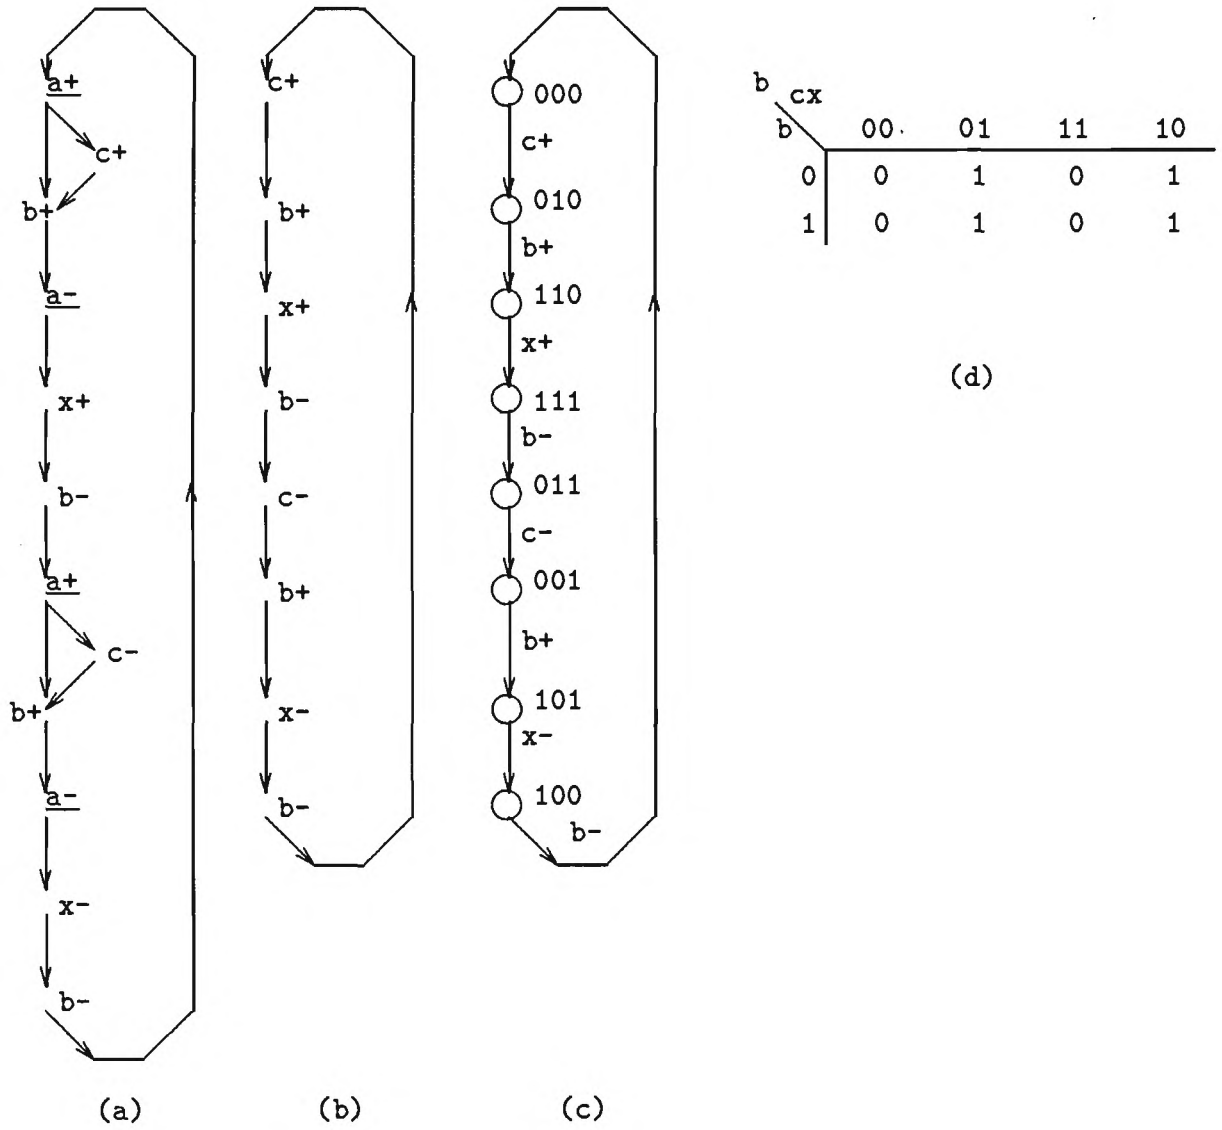 a+
c+
b+
a-
x+
b-
a+
c-
b+
a-
x-
b-
(a)
c+
b+
x+
b-
c-
b+
x-
b-
(b)
000
c+
010
b+
110
x+
111
b-
011
c-
001
b+
101
x-
100
b-
(c)
b cx
b 00 01 11 10
0 0 1 0 1
1 0 1 0 1
(d)